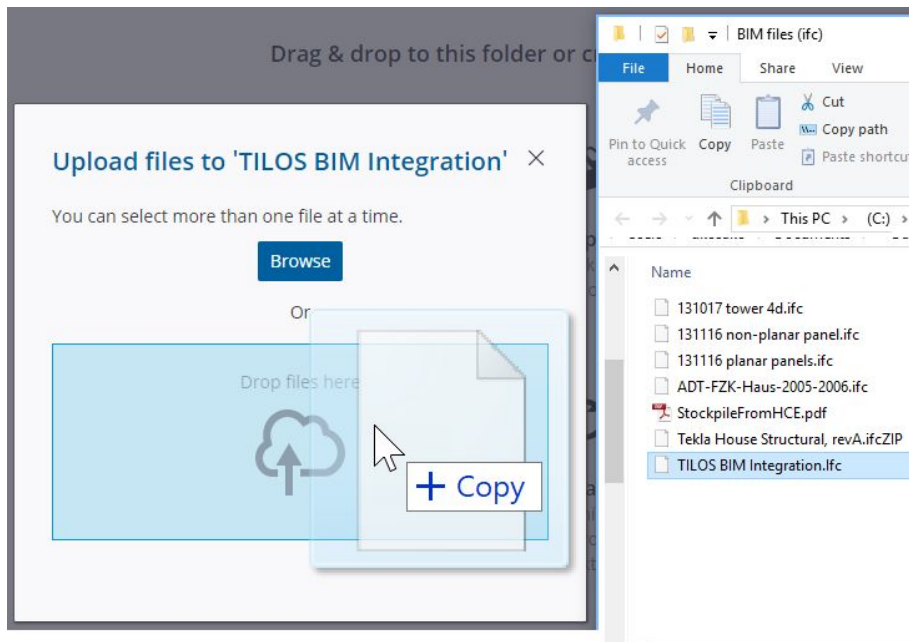 Drag & drop to this folder or
Upload files to 'TILOS BIM Integration'
You can select more than one file at a time.
Browse
Or
Drop files here
+ Copy
BIM files (ifc)
File Home Share View
Pin to Quick access
Copy
Paste
Cut
Copy path
Paste shortcu
Clipboard
This PC > (C:) >
Name
131017 tower 4d.ifc
131116 non-planar panel.ifc
131116 planar panels.ifc
ADT-FZK-Haus-2005-2006.ifc
StockpileFromHCE.pdf
Tekla House Structural, revA.ifcZIP
TILOS BIM Integration.Ifc